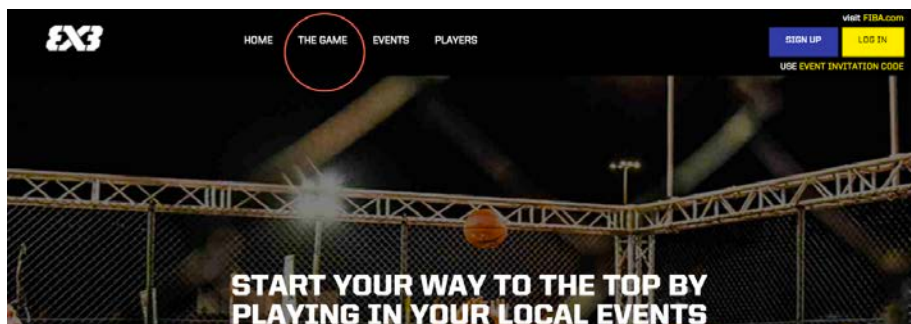 3X3
HOME THE GAME EVENTS PLAYERS
visit FIBA.com
SIGN UP LOG IN
USE EVENT INVITATION CODE
START YOUR WAY TO THE TOP BY
PLAYING IN YOUR LOCAL EVENTS